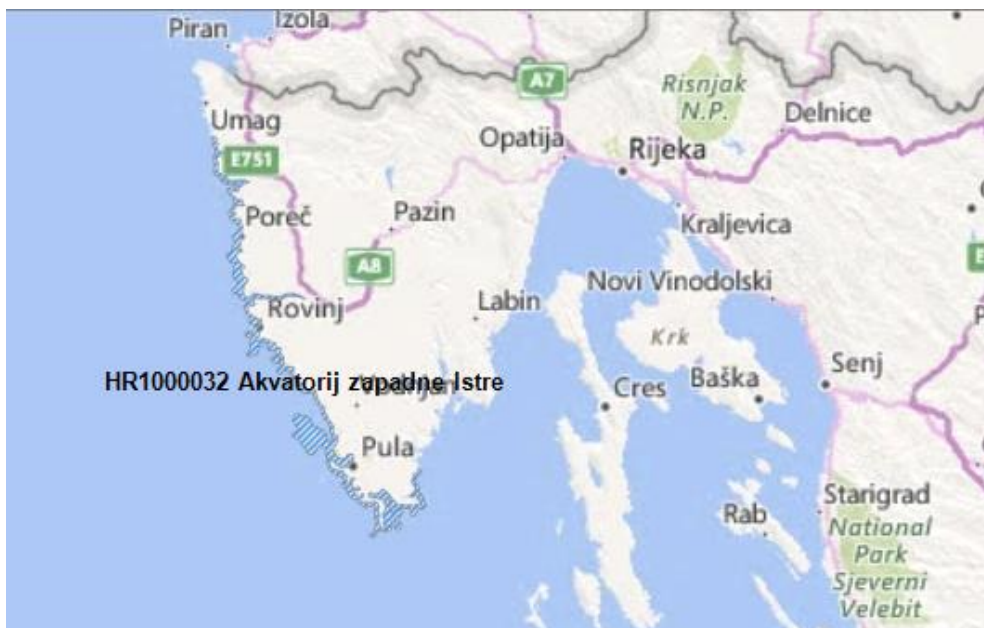 Piran
Izola
Umag
E751
Poreč
Pazin
A8
Rovinj
Labin
HR1000032 Akvatorij zapadne Istre
Vodnjan
Pula
A7
Opatija
Rijeka
Risnjak
N.P.
Delnice
Kraljevica
Novi Vinodolski
Krk
Cres
Baška
Senj
Rab
Starigrad
National
Park
Sjeverni
Velebit